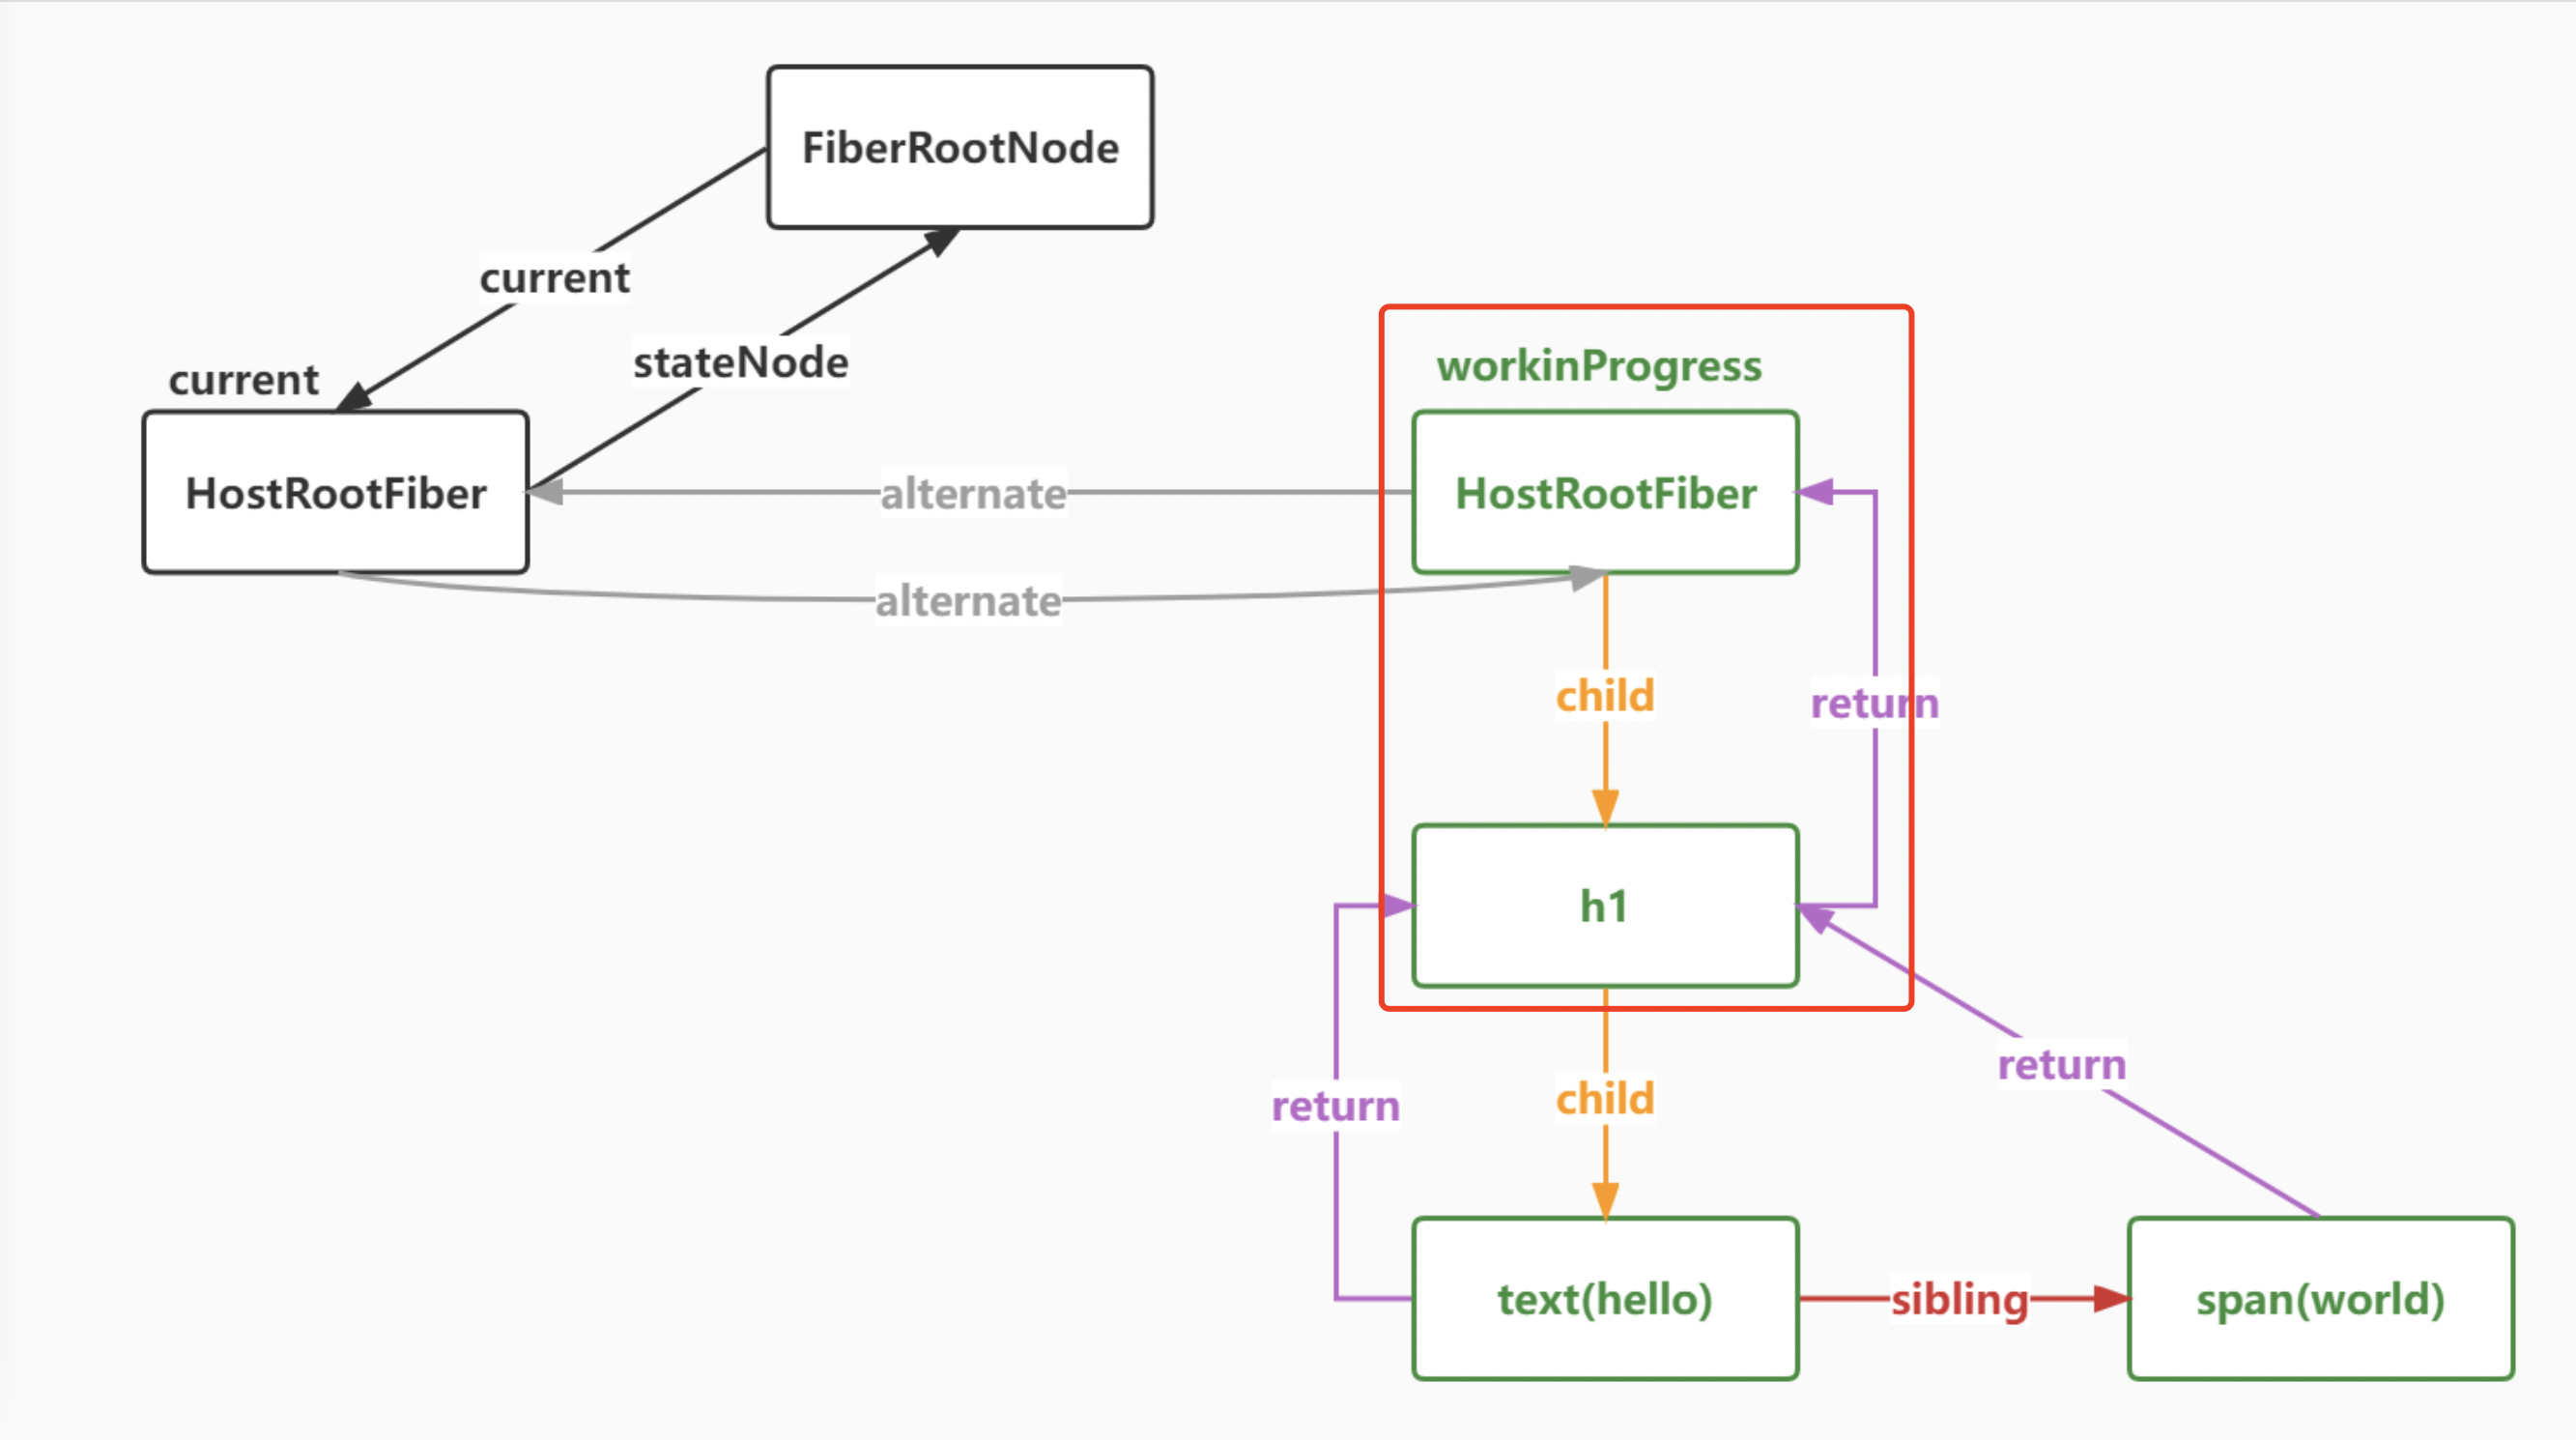 FiberRootNode
current
stateNode
current
workinProgress
HostRootFiber
alternate
HostRootFiber
alternate
child
return
h1
return
child
return
text(hello)
sibling
span(world)